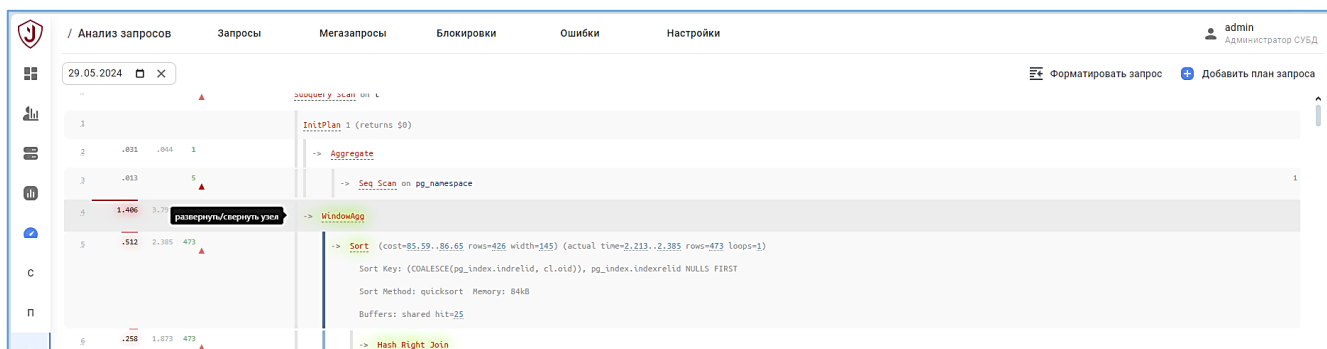 / Анализ запросов Запросы Мегазапросы Блокировки Ошибки Настройки admin
Администратор СУБД
29.05.2024 Форматировать запрос Добавить план запроса
Subquery Scan on t
1 InitPlan 1 (returns $0)
2 .031 .044 1 -> Aggregate
3 .013 5 -> Seq Scan on pg_namespace 1
4 1.406 3.79 развернуть/свернуть узел -> WindowAgg
5 .512 2.385 473 -> Sort (cost=85.59..86.65 rows=426 width=145) (actual time=2.213..2.385 rows=473 loops=1)
Sort Key: (COALESCE(pg_index.indrelid, cl.oid)), pg_index.indexrelid NULLS FIRST
Sort Method: quicksort Memory: 84kB
С
Buffers: shared hit=25
П
6 .258 1.873 473 -> Hash Right Join